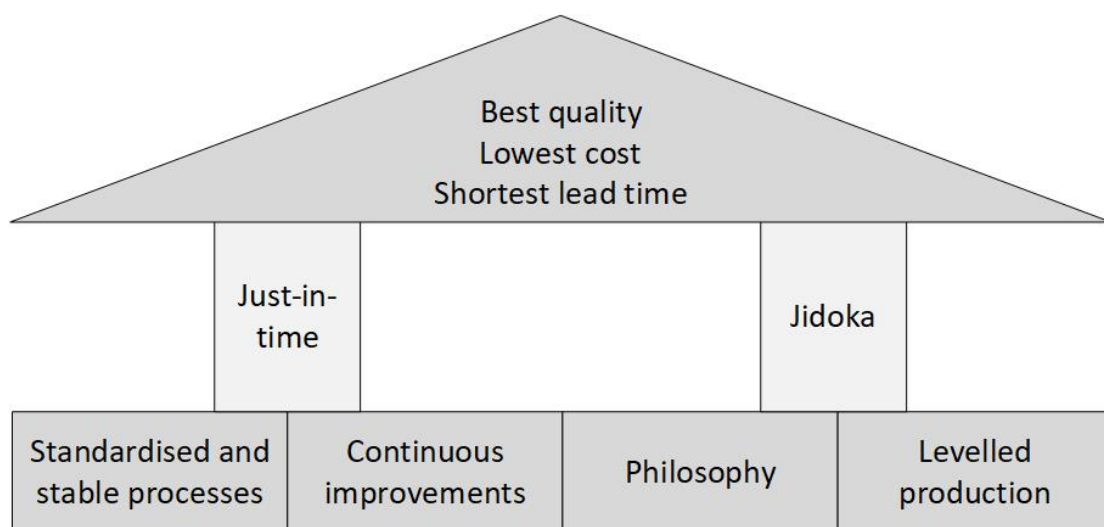 Best quality
Lowest cost
Shortest lead time
Just-in-
time
Jidoka
Standardised and
stable processes
Continuous
improvements
Philosophy
Levelled
production